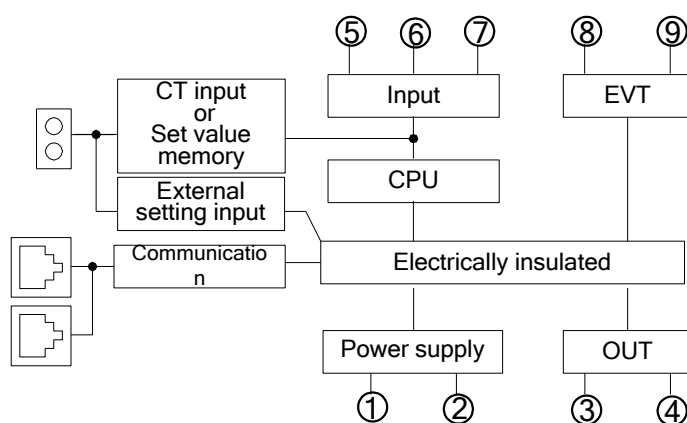 ⑤ ⑥ ⑦ ⑧ ⑨
CT input
or
Set value
memory
Input
EVT
CPU
External
setting input
Communicatio
n
Electrically insulated
Power supply
OUT
① ② ③ ④